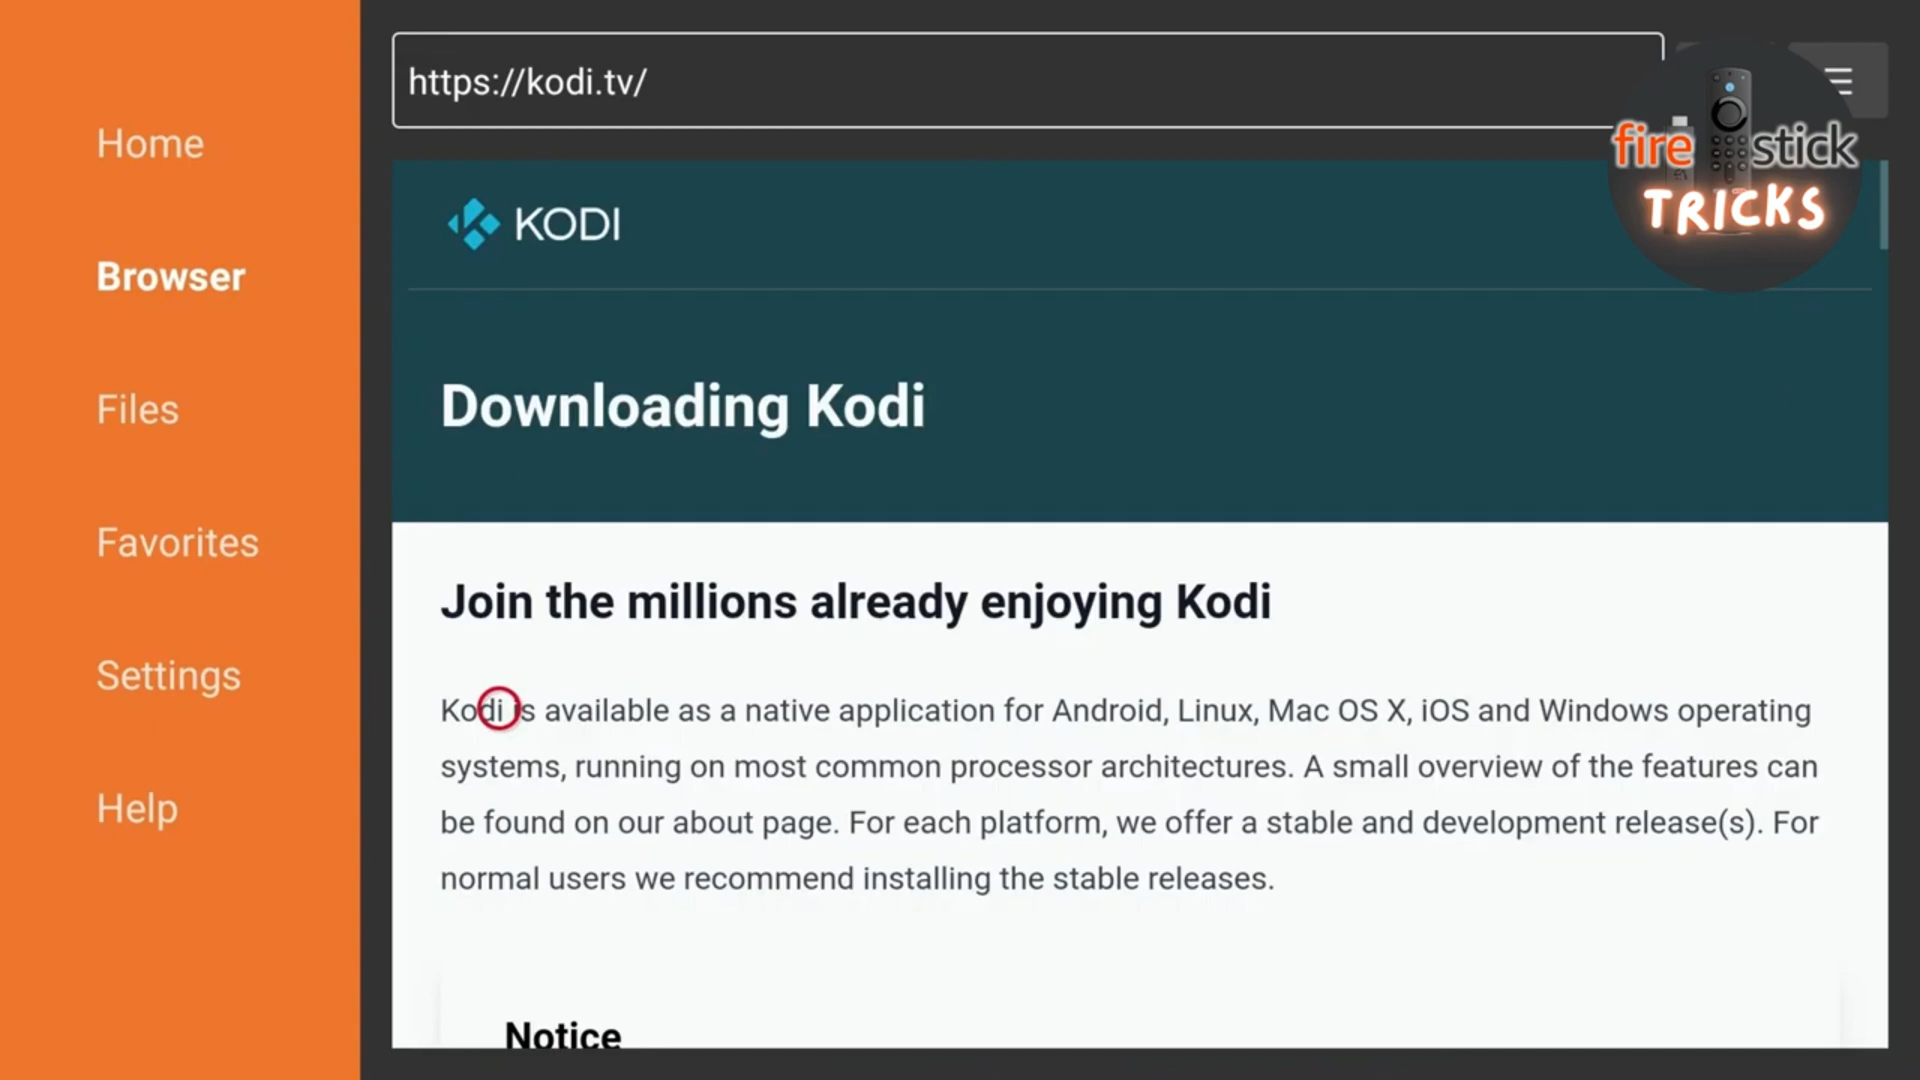 Home
Browser
Files
Favorites
Settings
Help
https://kodi.tv/
fire stick
TRICKS
KODI
Downloading Kodi
Join the millions already enjoying Kodi
Kodi is available as a native application for Android, Linux, Mac OS X, iOS and Windows operating
systems, running on most common processor architectures. A small overview of the features can
be found on our about page. For each platform, we offer a stable and development release(s). For
normal users we recommend installing the stable releases.
Notice